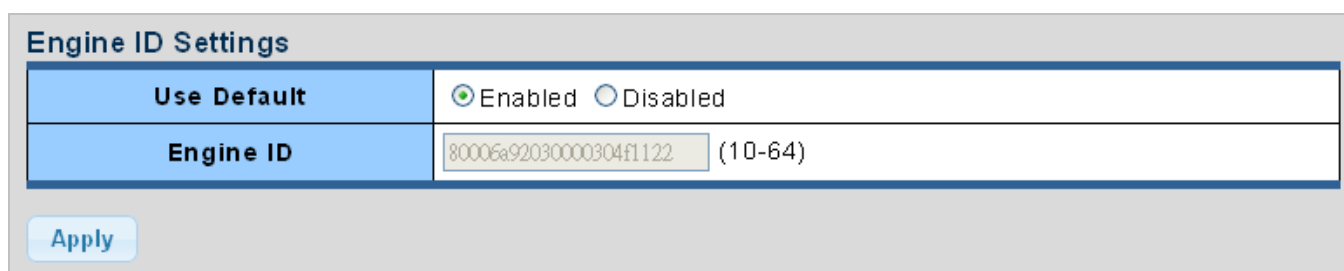 Engine ID Settings
Use Default Enabled Disabled
Engine ID 80006a92030000304f1122 (10-64)
Apply